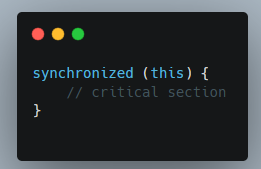 synchronized (this) {
    // critical section
}